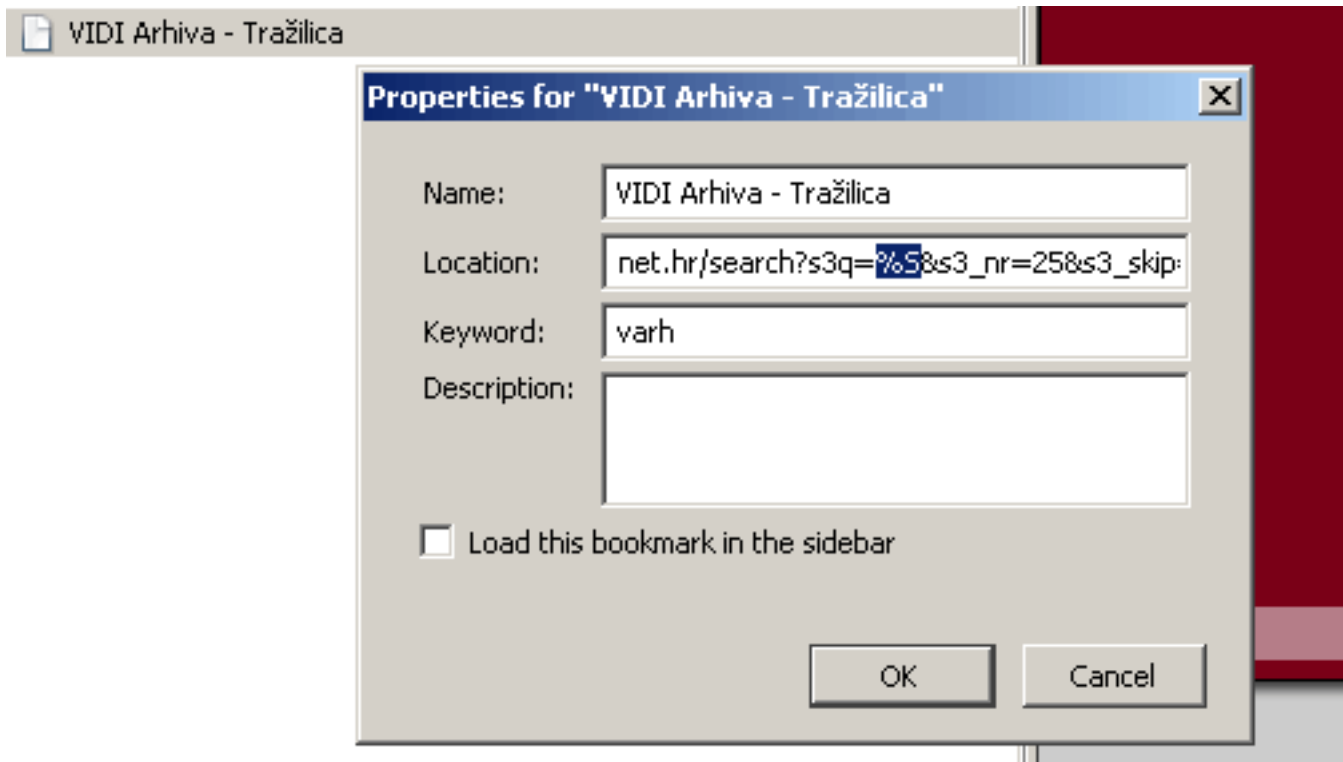 VIDI Arhiva - Tražilica
Properties for "VIDI Arhiva - Tražilica"
Name: VIDI Arhiva - Tražilica
Location: net.hr/search?s3q=%S&s3_nr=25&s3_skip=
Keyword: varh
Description:
Load this bookmark in the sidebar
OK Cancel